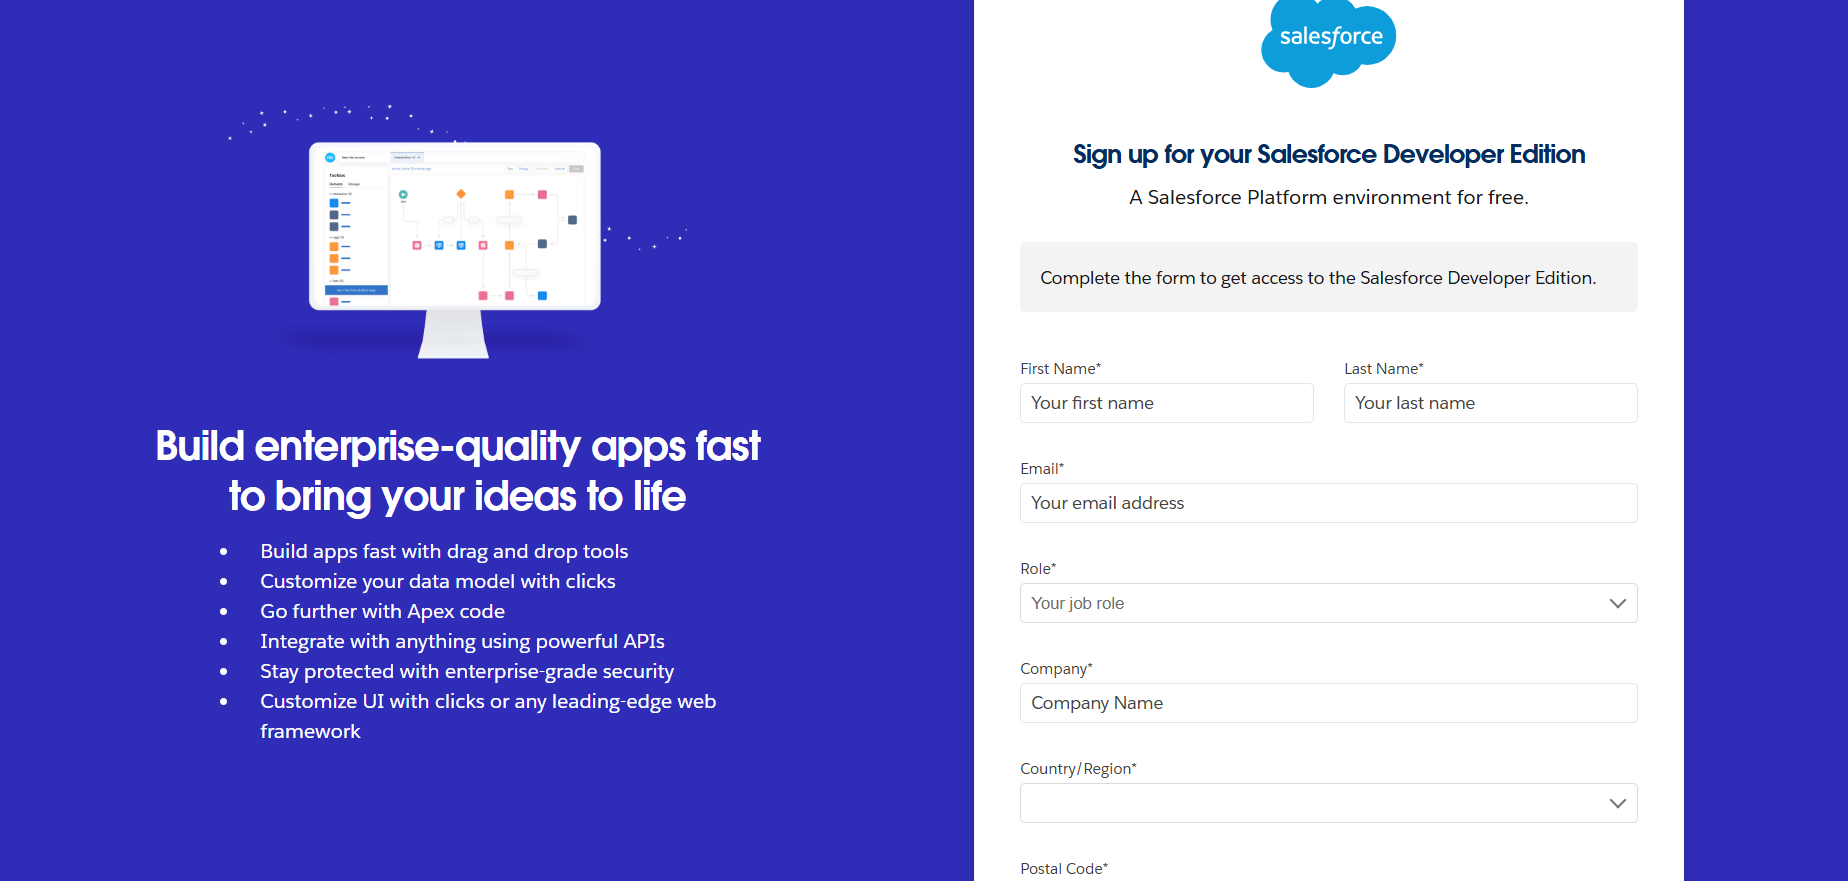 Toolbox
Build enterprise-quality apps fast
to bring your ideas to life
• Build apps fast with drag and drop tools
• Customize your data model with clicks
• Go further with Apex code
• Integrate with anything using powerful APIs
• Stay protected with enterprise-grade security
• Customize UI with clicks or any leading-edge web
framework
salesforce
Sign up for your Salesforce Developer Edition
A Salesforce Platform environment for free.
Complete the form to get access to the Salesforce Developer Edition.
First Name* Last Name*
Your first name Your last name
Email*
Your email address
Role*
Your job role
Company*
Company Name
Country/Region*
Postal Code*